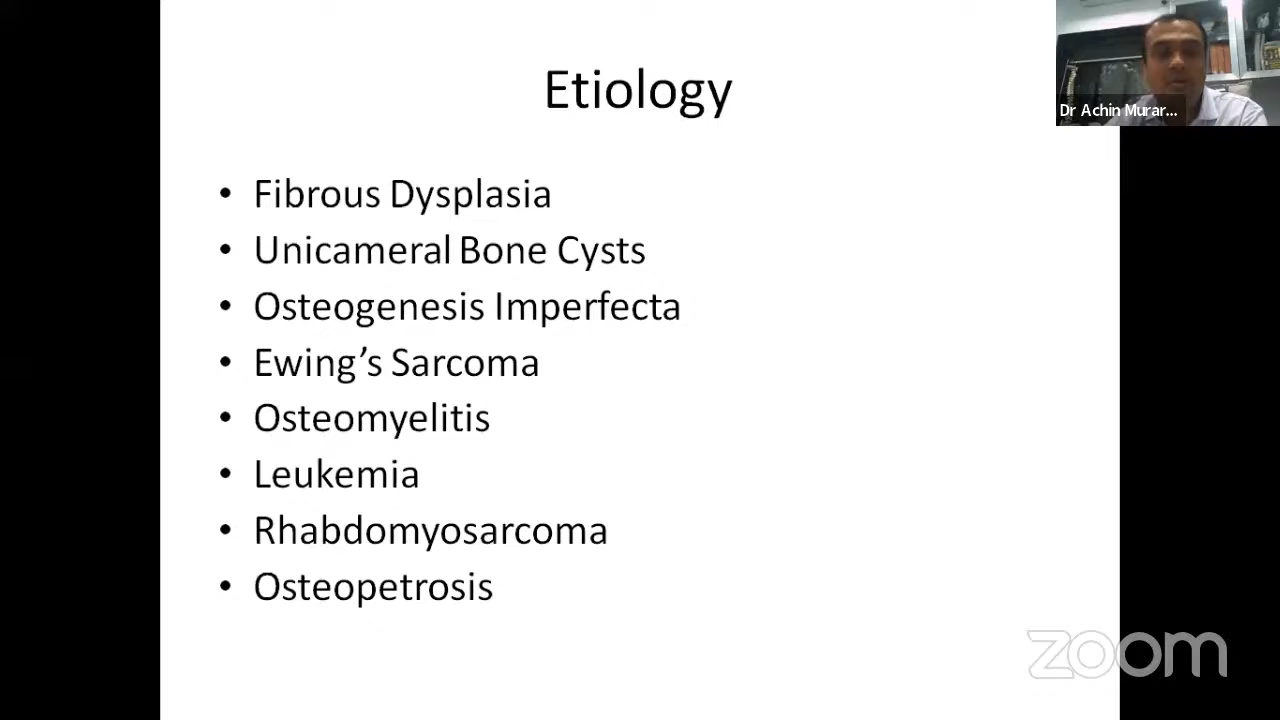 Etiology
Dr Achin Murar...
• Fibrous Dysplasia
• Unicameral Bone Cysts
• Osteogenesis Imperfecta
• Ewing’s Sarcoma
• Osteomyelitis
• Leukemia
• Rhabdomyosarcoma
• Osteopetrosis
zoom